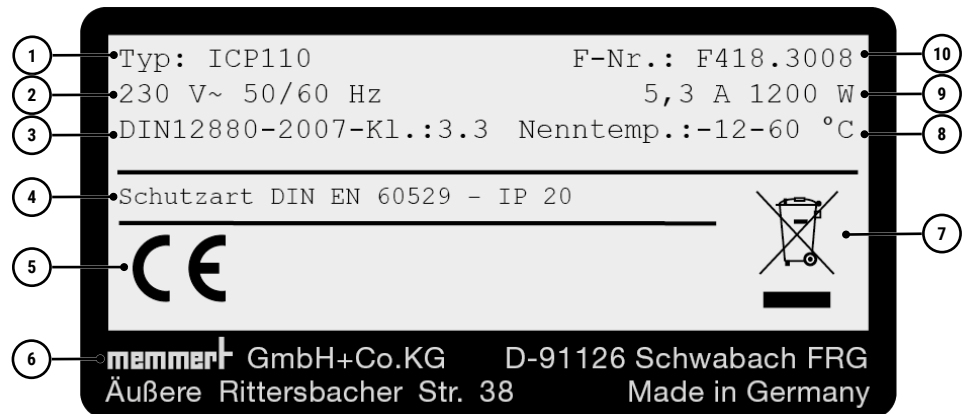 1 Typ: ICP110 F-Nr.: F418.3008 10
2 230 V~ 50/60 Hz 5,3 A 1200 W 9
3 DIN12880-2007-Kl.:3.3 Nenntemp.:-12-60 °C 8
4 Schutzart DIN EN 60529 – IP 20
7
5 CE
6 memmert GmbH+Co.KG D-91126 Schwabach FRG
Äußere Rittersbacher Str. 38 Made in Germany